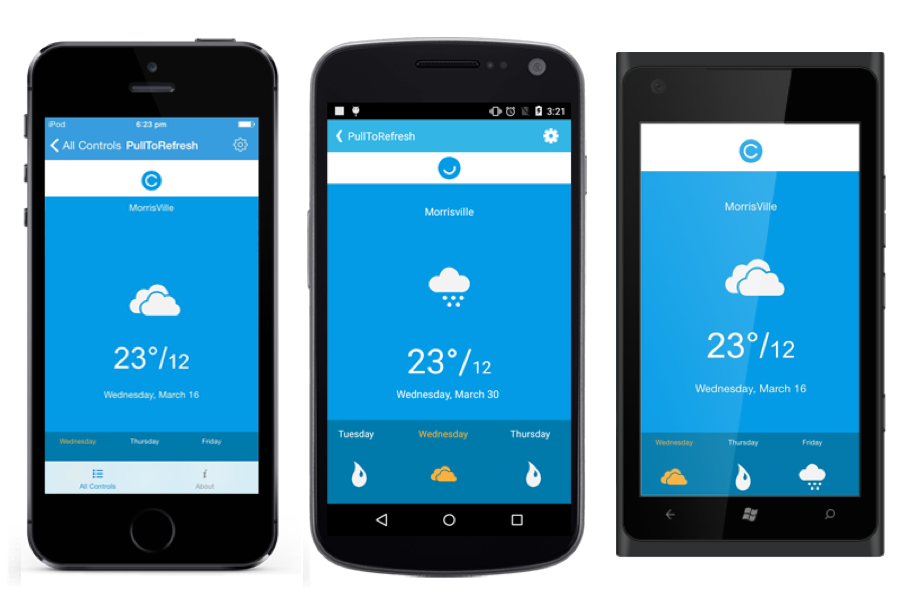 iPod 6:23 pm
All Controls PullToRefresh
MorrisVille
23°/12
Wednesday, March 16
Wednesday Thursday Friday
All Controls About
3:21
PullToRefresh
Morrisville
23°/12
Wednesday, March 30
Tuesday Wednesday Thursday
MorrisVille
23°/12
Wednesday, March 16
Wednesday Thursday Friday